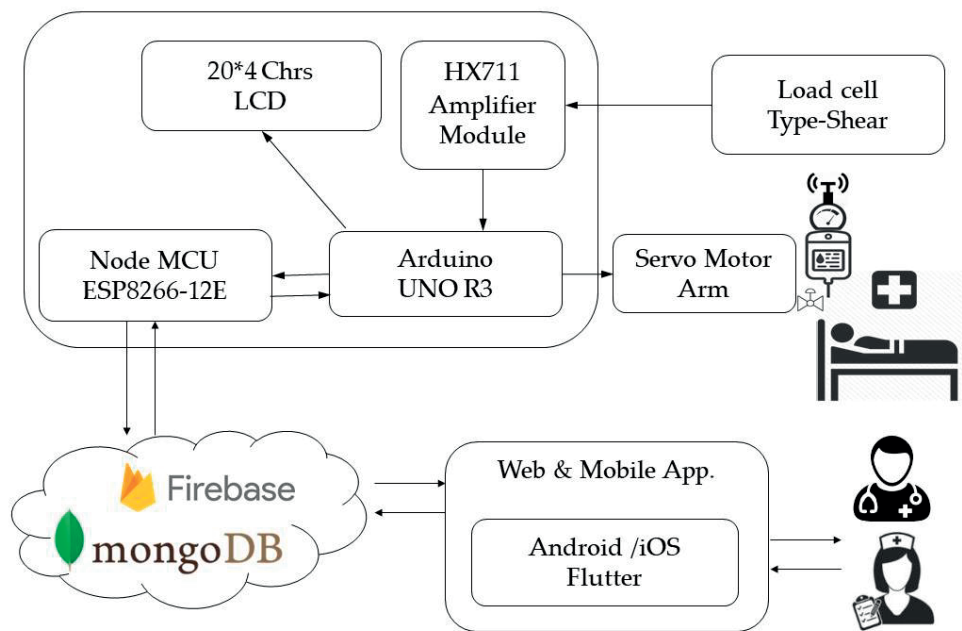 20*4 Chrs
LCD
HX711
Amplifier
Module
Load cell
Type-Shear
Node MCU
ESP8266-12E
Arduino
UNO R3
Servo Motor
Arm
Firebase
mongoDB
Web & Mobile App.
Android /iOS
Flutter